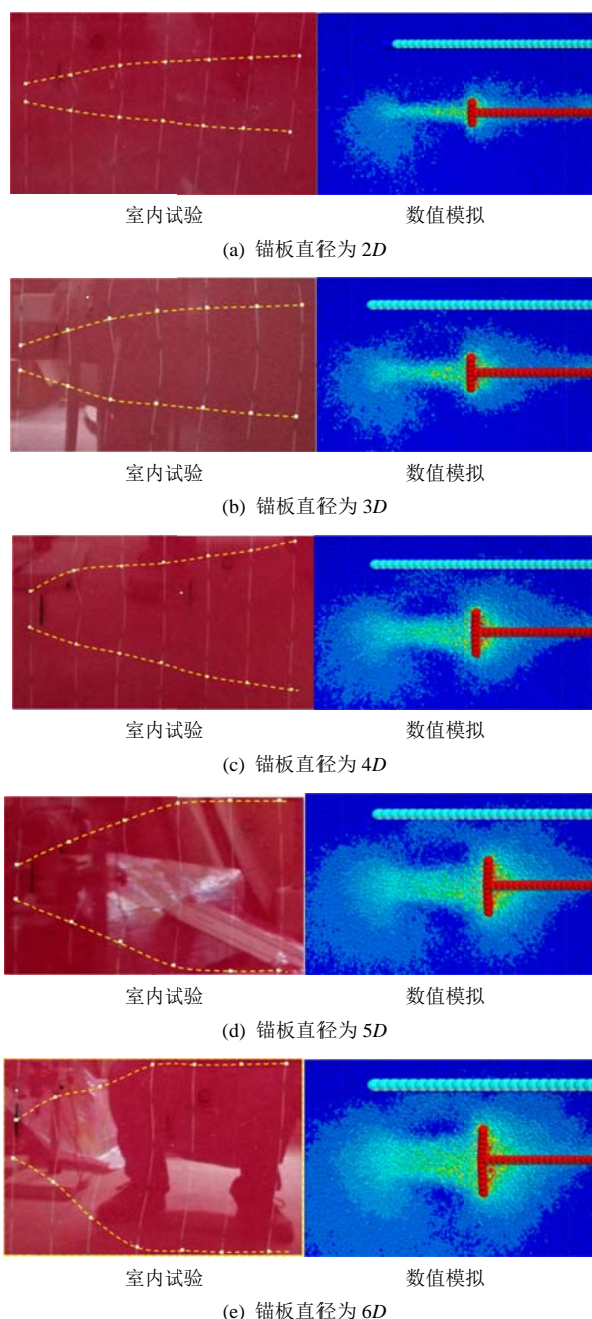 室内试验 数值模拟
(a) 锚板直径为 2D
室内试验 数值模拟
(b) 锚板直径为 3D
室内试验 数值模拟
(c) 锚板直径为 4D
室内试验 数值模拟
(d) 锚板直径为 5D
室内试验 数值模拟
(e) 锚板直径为 6D